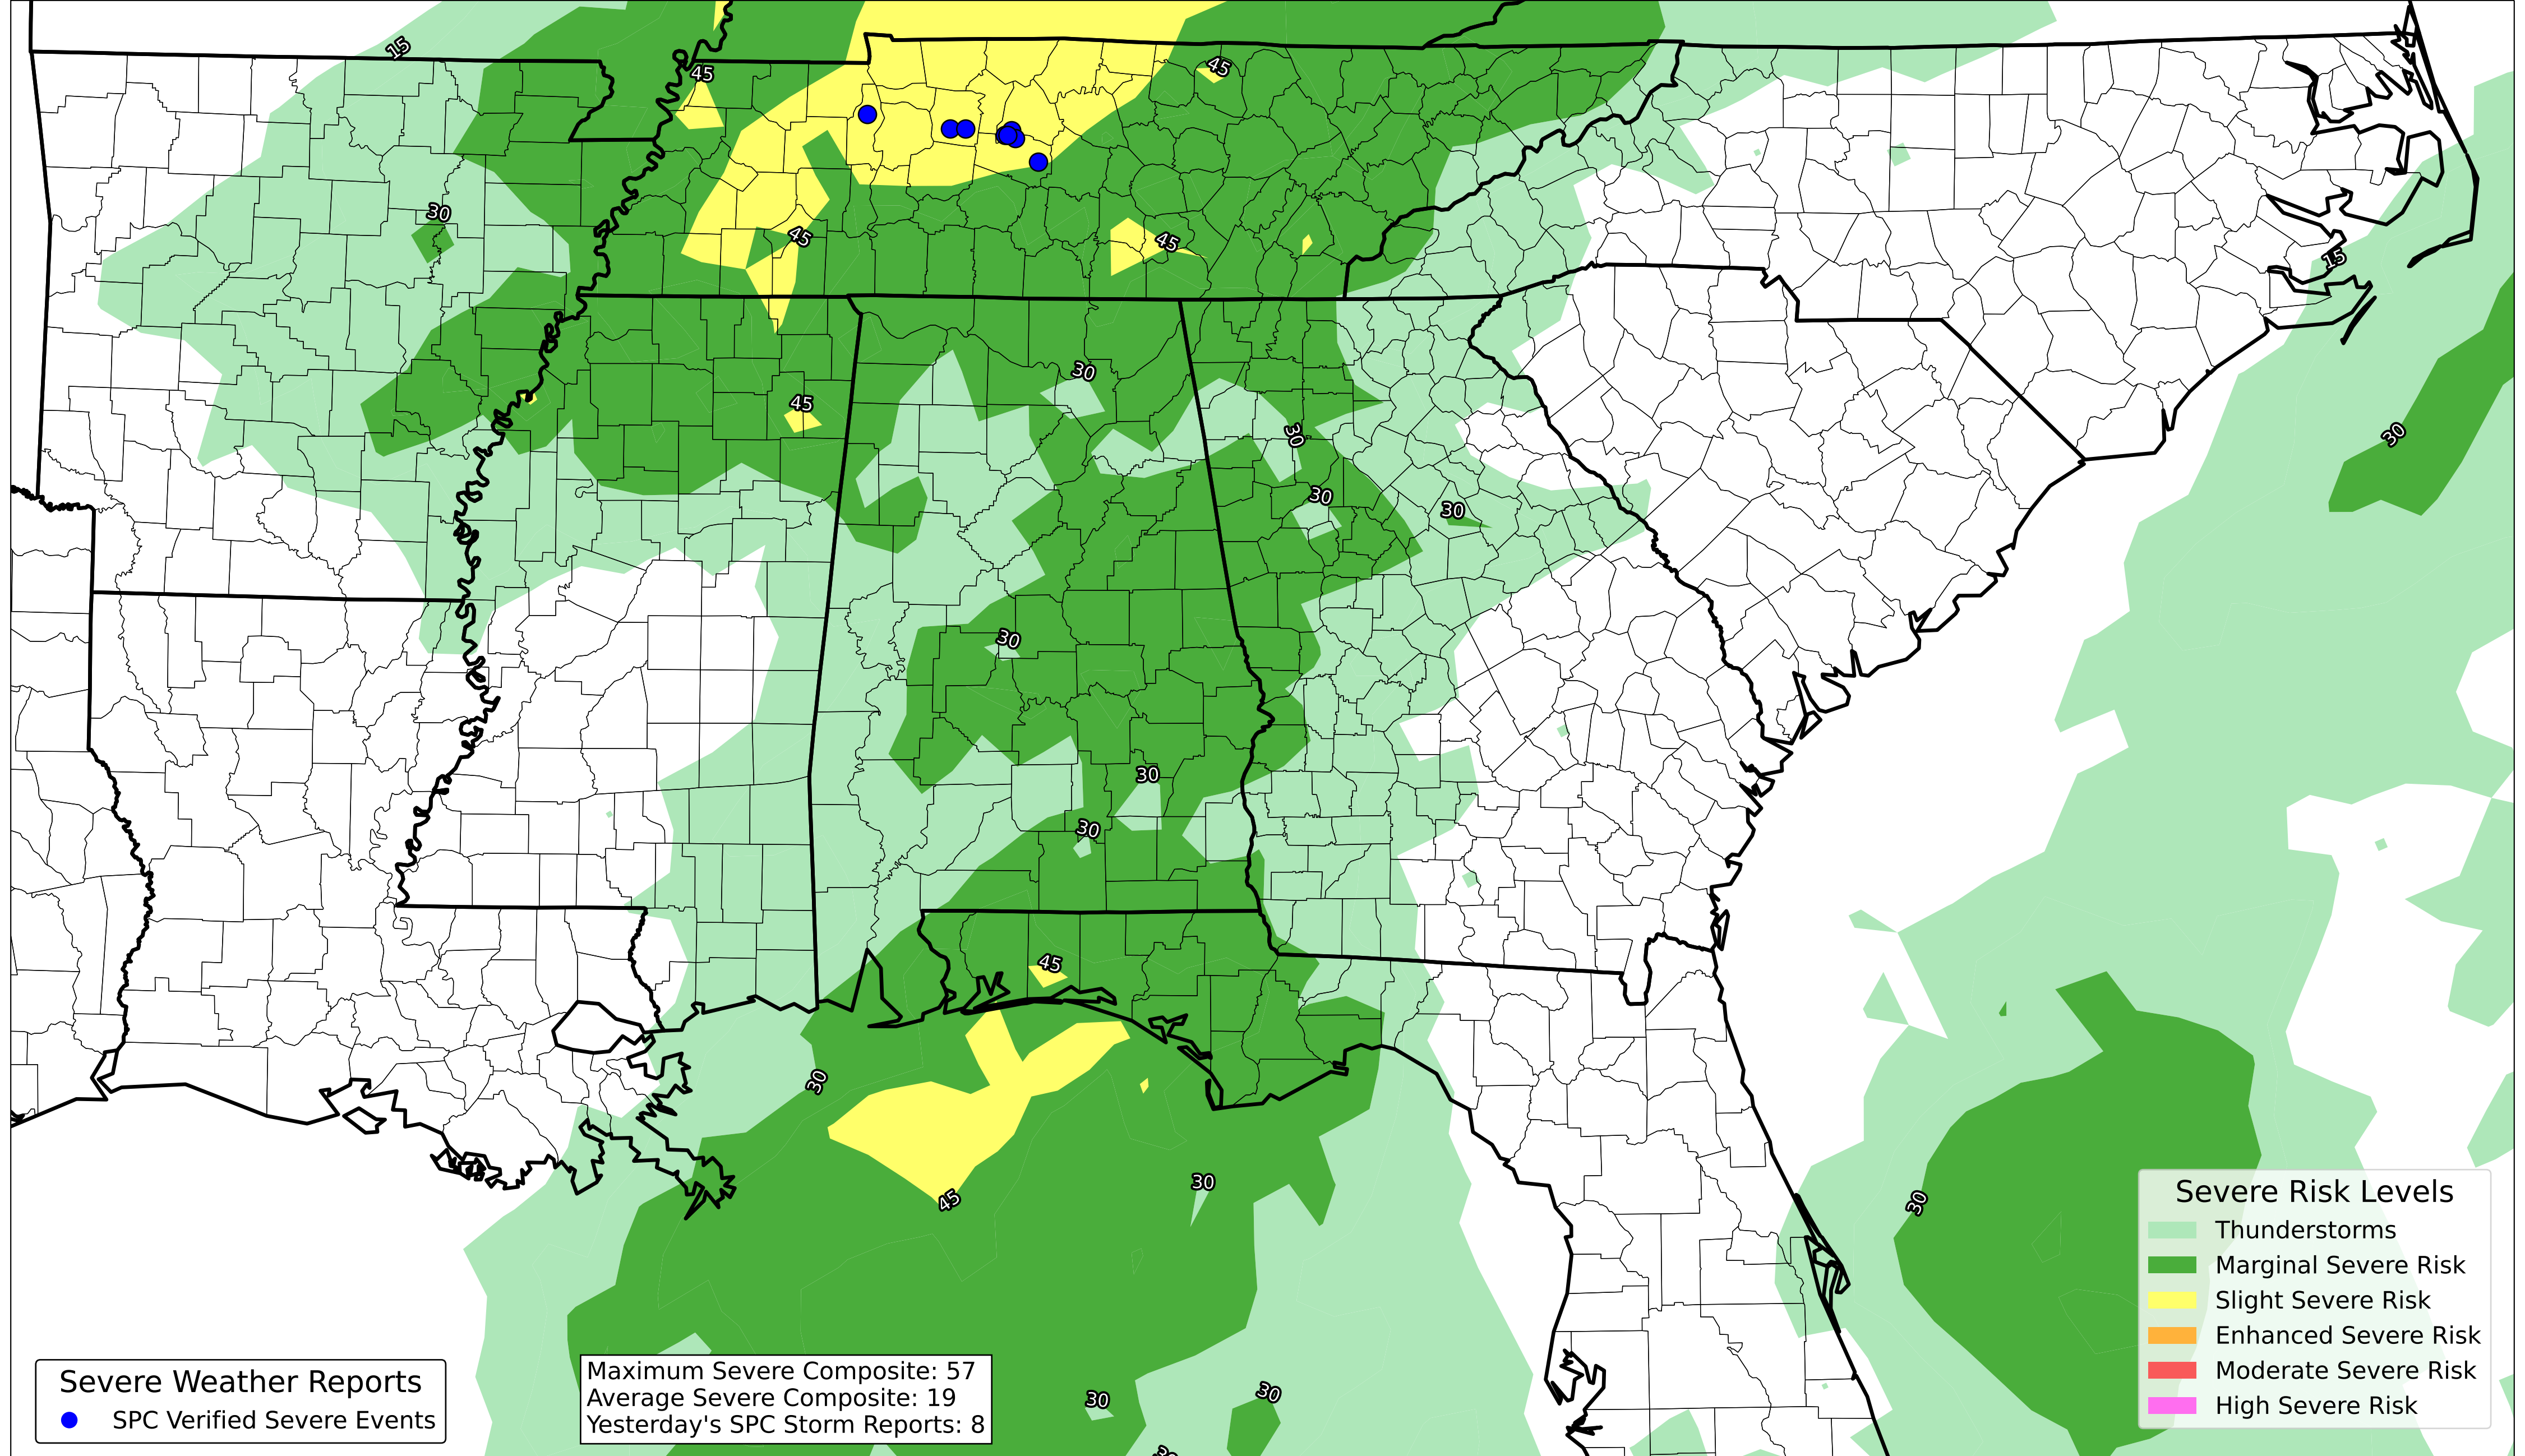 15
45
45
30
45
45
15
30
45
30
30
30
30
30
30
30
45
30
45
30
30
30
30
30
Severe Risk Levels
Thunderstorms
Marginal Severe Risk
Slight Severe Risk
Enhanced Severe Risk
Moderate Severe Risk
High Severe Risk
Severe Weather Reports
SPC Verified Severe Events
Maximum Severe Composite: 57
Average Severe Composite: 19
Yesterday's SPC Storm Reports: 8